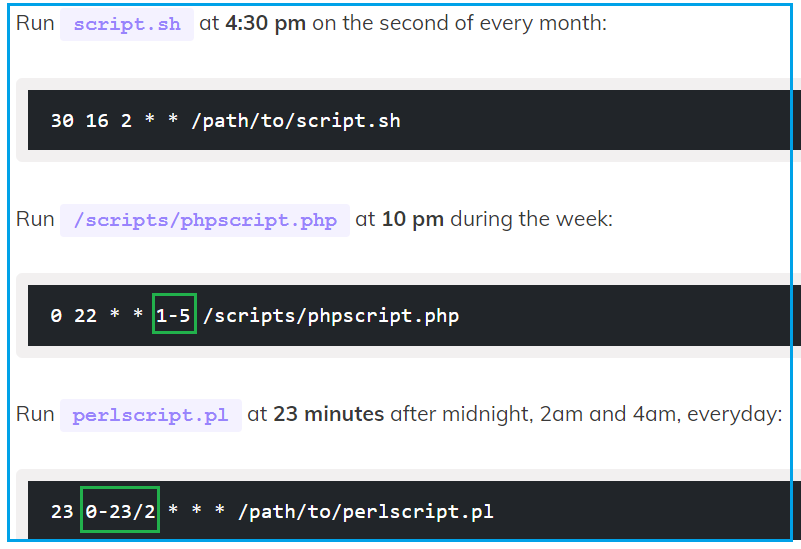 Run script.sh at 4:30 pm on the second of every month:
30 16 2 * * /path/to/script.sh
Run /scripts/phpscript.php at 10 pm during the week:
0 22 * * 1-5 /scripts/phpscript.php
Run perlscript.pl at 23 minutes after midnight, 2am and 4am, everyday:
23 0-23/2 * * * /path/to/perlscript.pl